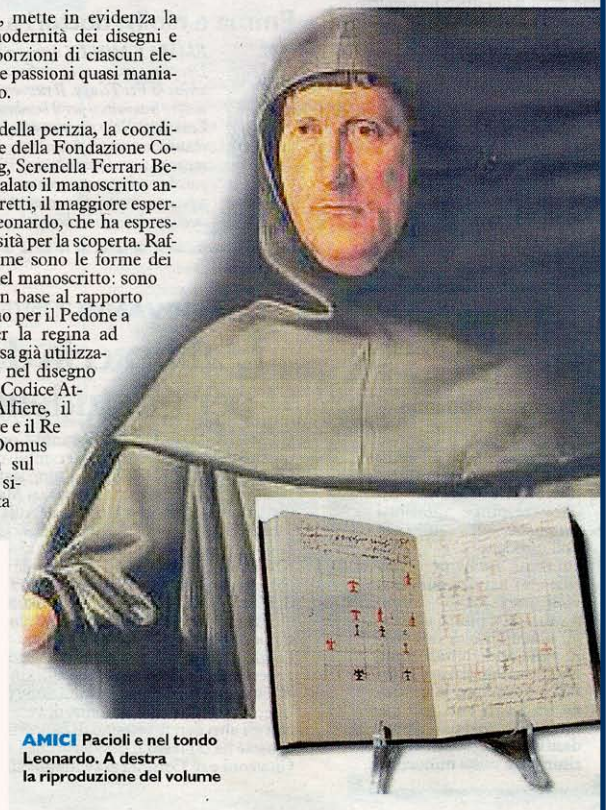 , mette in evidenza la
modernità dei disegni e
porzioni di ciascun ele-
e passioni quasi mania-
o.
della perizia, la coordi-
e della Fondazione Co-
g, Serenella Ferrari Be-
alato il manoscritto an-
retti, il maggiore esper-
eonardo, che ha espres-
sità per la scoperta. Raf-
me sono le forme dei
el manoscritto: sono
n base al rapporto
o per il Pedone a
er la regina ad
sa già utilizza-
nel disegno
Codice At-
Alfiere, il
e e il Re
Domus
sul
si-
ta
AMICI Pacioli e nel tondo
Leonardo. A destra
la riproduzione del volume